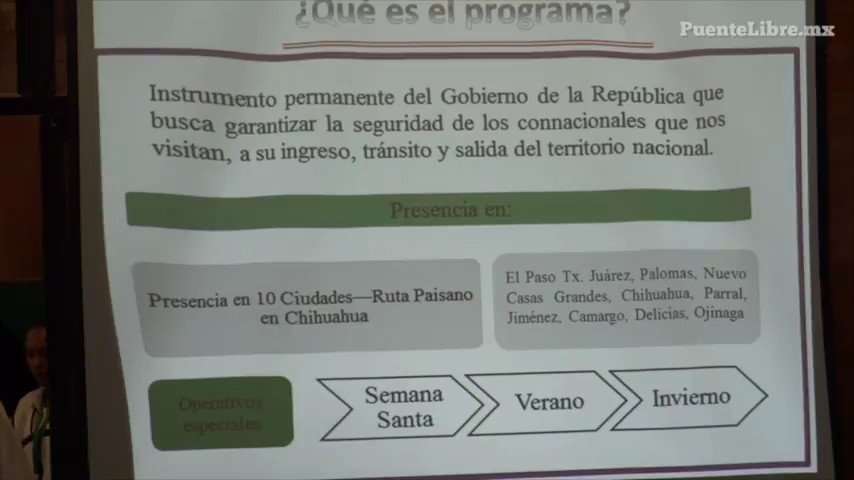 ¿Qué es el programa?
PuenteLibre.mx
Instrumento permanente del Gobierno de la República que
busca garantizar la seguridad de los connacionales que nos
visitan, a su ingreso, tránsito y salida del territorio nacional.
Presencia en:
Presencia en 10 Ciudades—Ruta Paisano
en Chihuahua
El Paso Tx. Juárez, Palomas, Nuevo
Casas Grandes, Chihuahua, Parral,
Jiménez, Camargo, Delicias, Ojinaga
Operativos
especiales
Semana
Santa
Verano
Invierno